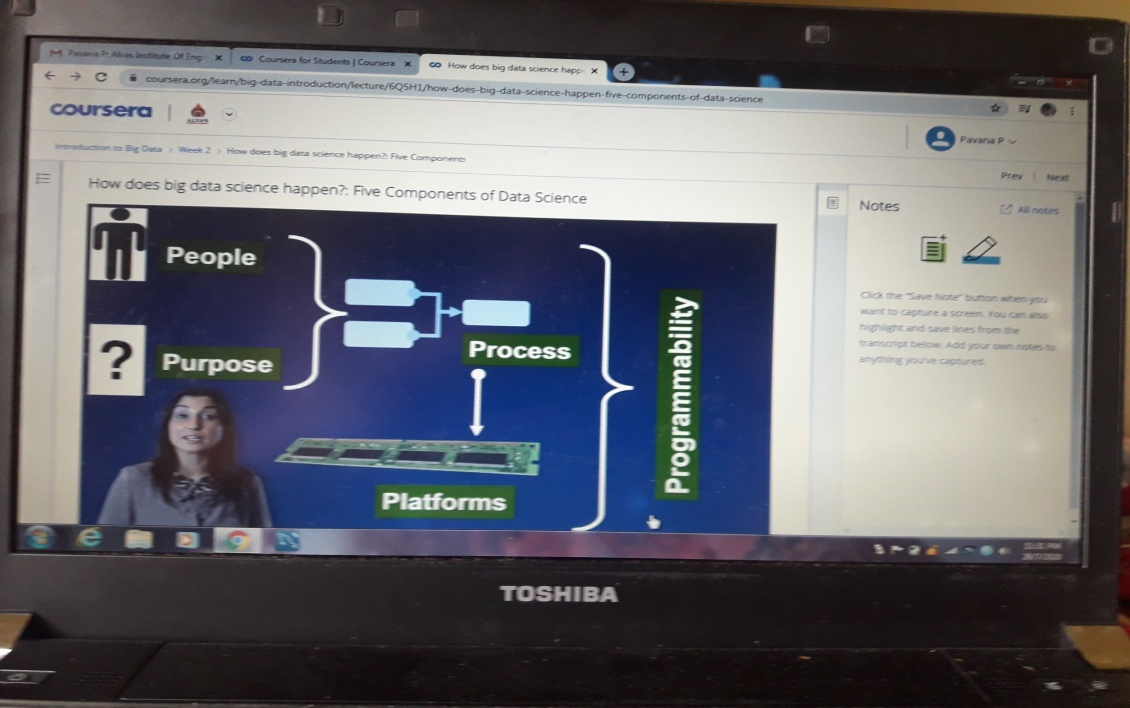 Coursera for Students | Coursera
How does big data science happ
coursera.org/learn/big-data-introduction/lecture/6Q5H1/how-does-big-data-science-happen-five-components-of-data-science
coursera
Pavana P
Introduction to Big Data > Week 2 > How does big data science happen?: Five Components
Prev | Next
How does big data science happen?: Five Components of Data Science
Notes
All notes
People
?
Purpose
Process
Platforms
Programmability
Click the "Save Note" button when you
want to capture a screen. You can also
highlight and save lines from the
transcript below. Add your own notes to
anything you've captured.
TOSHIBA